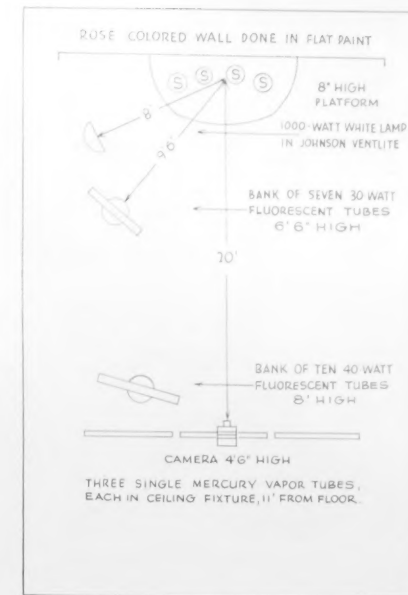 ROSE COLORED WALL DONE IN FLAT PAINT
S S S S
8" HIGH
PLATFORM
8'
1000-WATT WHITE LAMP
IN JOHNSON VENTLITE
9'6"
BANK OF SEVEN 30 WATT
FLUORESCENT TUBES
6'6" HIGH
BANK OF TEN 40 WATT
FLUORESCENT TUBES
8' HIGH
CAMERA 4'6" HIGH
THREE SINGLE MERCURY VAPOR TUBES,
EACH IN CEILING FIXTURE, 11' FROM FLOOR.